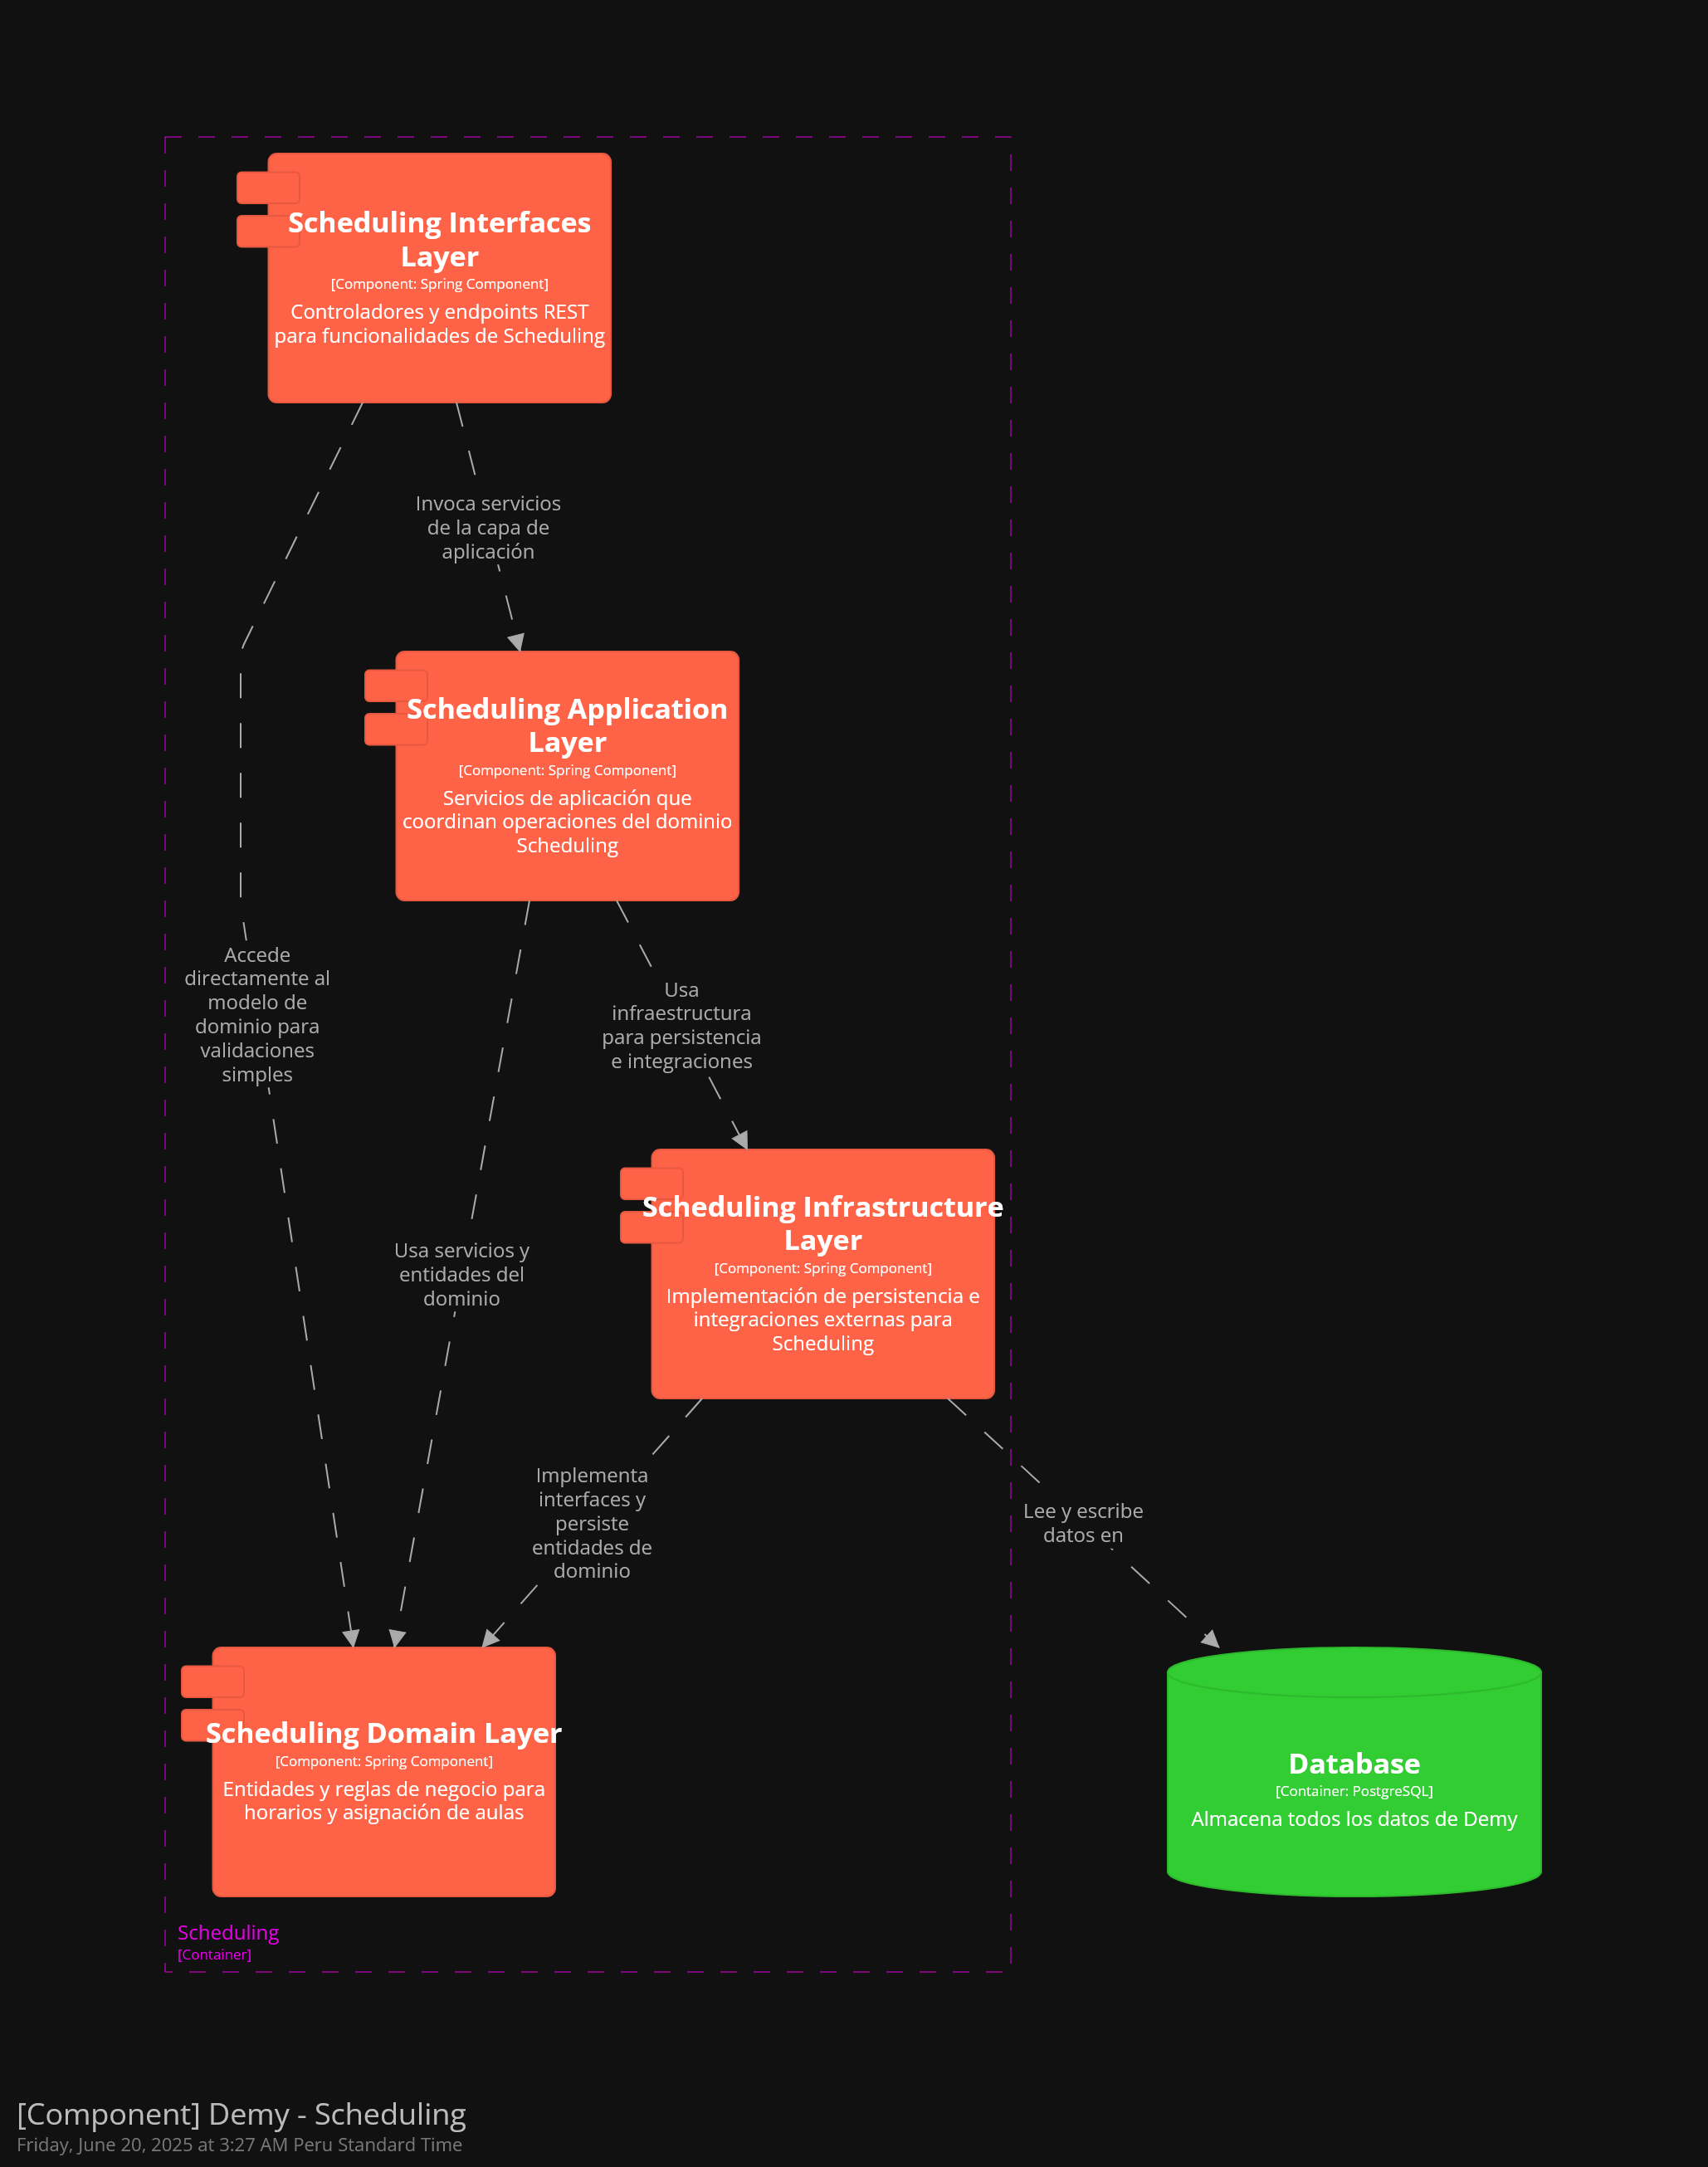 Scheduling Interfaces
Layer
[Component: Spring Component]
Controladores y endpoints REST
para funcionalidades de Scheduling
Invoca servicios
de la capa de
aplicación
Scheduling Application
Layer
[Component: Spring Component]
Servicios de aplicación que
coordinan operaciones del dominio
Scheduling
Accede
directamente al
modelo de
dominio para
validaciones
simples
Usa
infraestructura
para persistencia
e integraciones
Scheduling Infrastructure
Layer
[Component: Spring Component]
Implementación de persistencia e
integraciones externas para
Scheduling
Usa servicios y
entidades del
dominio
Implementa
interfaces y
persiste
entidades de
dominio
Lee y escribe
datos en
Scheduling Domain Layer
[Component: Spring Component]
Entidades y reglas de negocio para
horarios y asignación de aulas
Database
[Container: PostgreSQL]
Almacena todos los datos de Demy
Scheduling
[Container]
[Component] Demy - Scheduling
Friday, June 20, 2025 at 3:27 AM Peru Standard Time